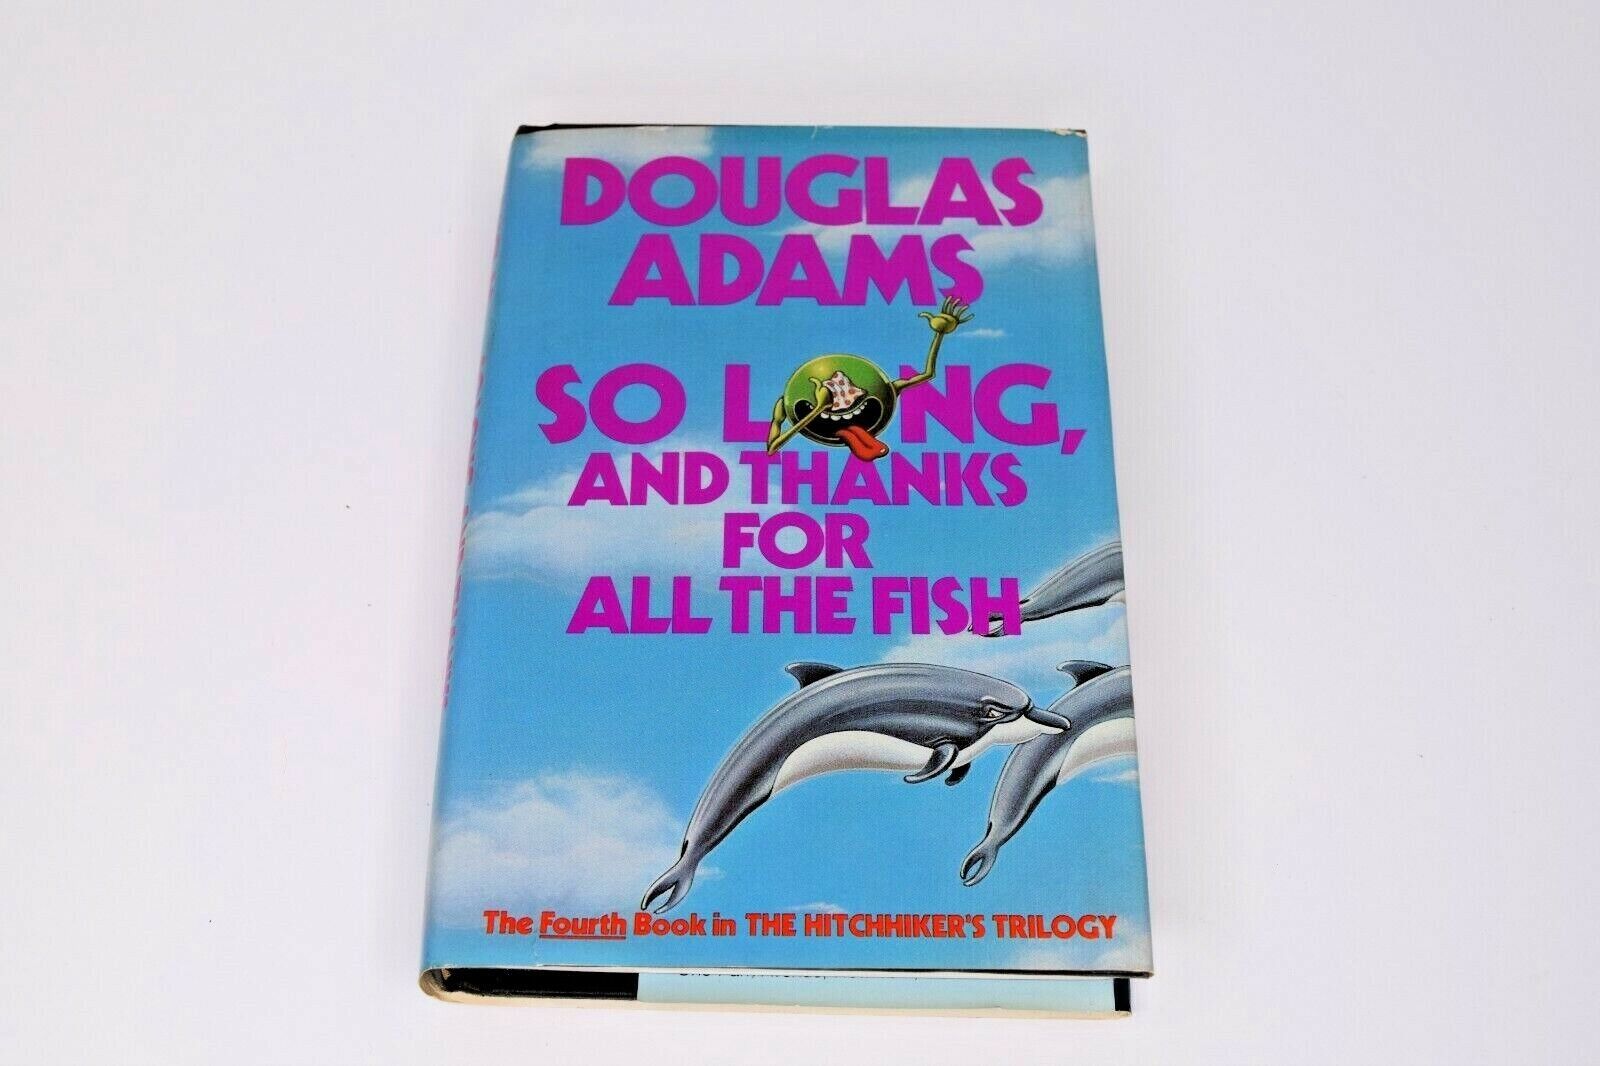 DOUGLAS
ADAMS
SO LONG,
AND THANKS
FOR
ALL THE FISH
The Fourth Book in THE HITCHHIKER'S TRILOGY